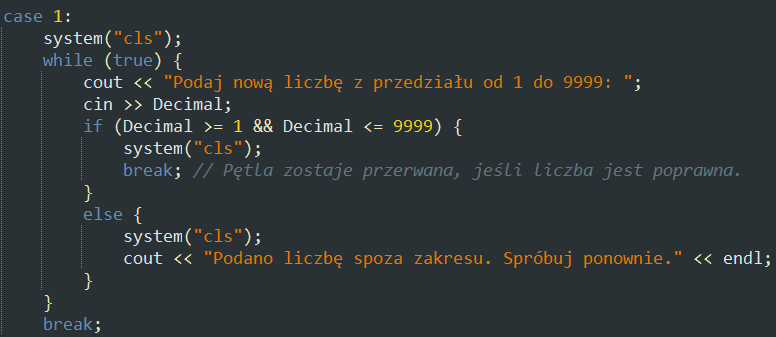 case 1:
    system("cls");
    while (true) {
        cout << "Podaj nową liczbę z przedziału od 1 do 9999: ";
        cin >> Decimal;
        if (Decimal >= 1 && Decimal <= 9999) {
            system("cls");
            break; // Pętla zostaje przerwana, jeśli liczba jest poprawna.
        }
        else {
            system("cls");
            cout << "Podano liczbę spoza zakresu. Spróbuj ponownie." << endl;
        }
    }
    break;